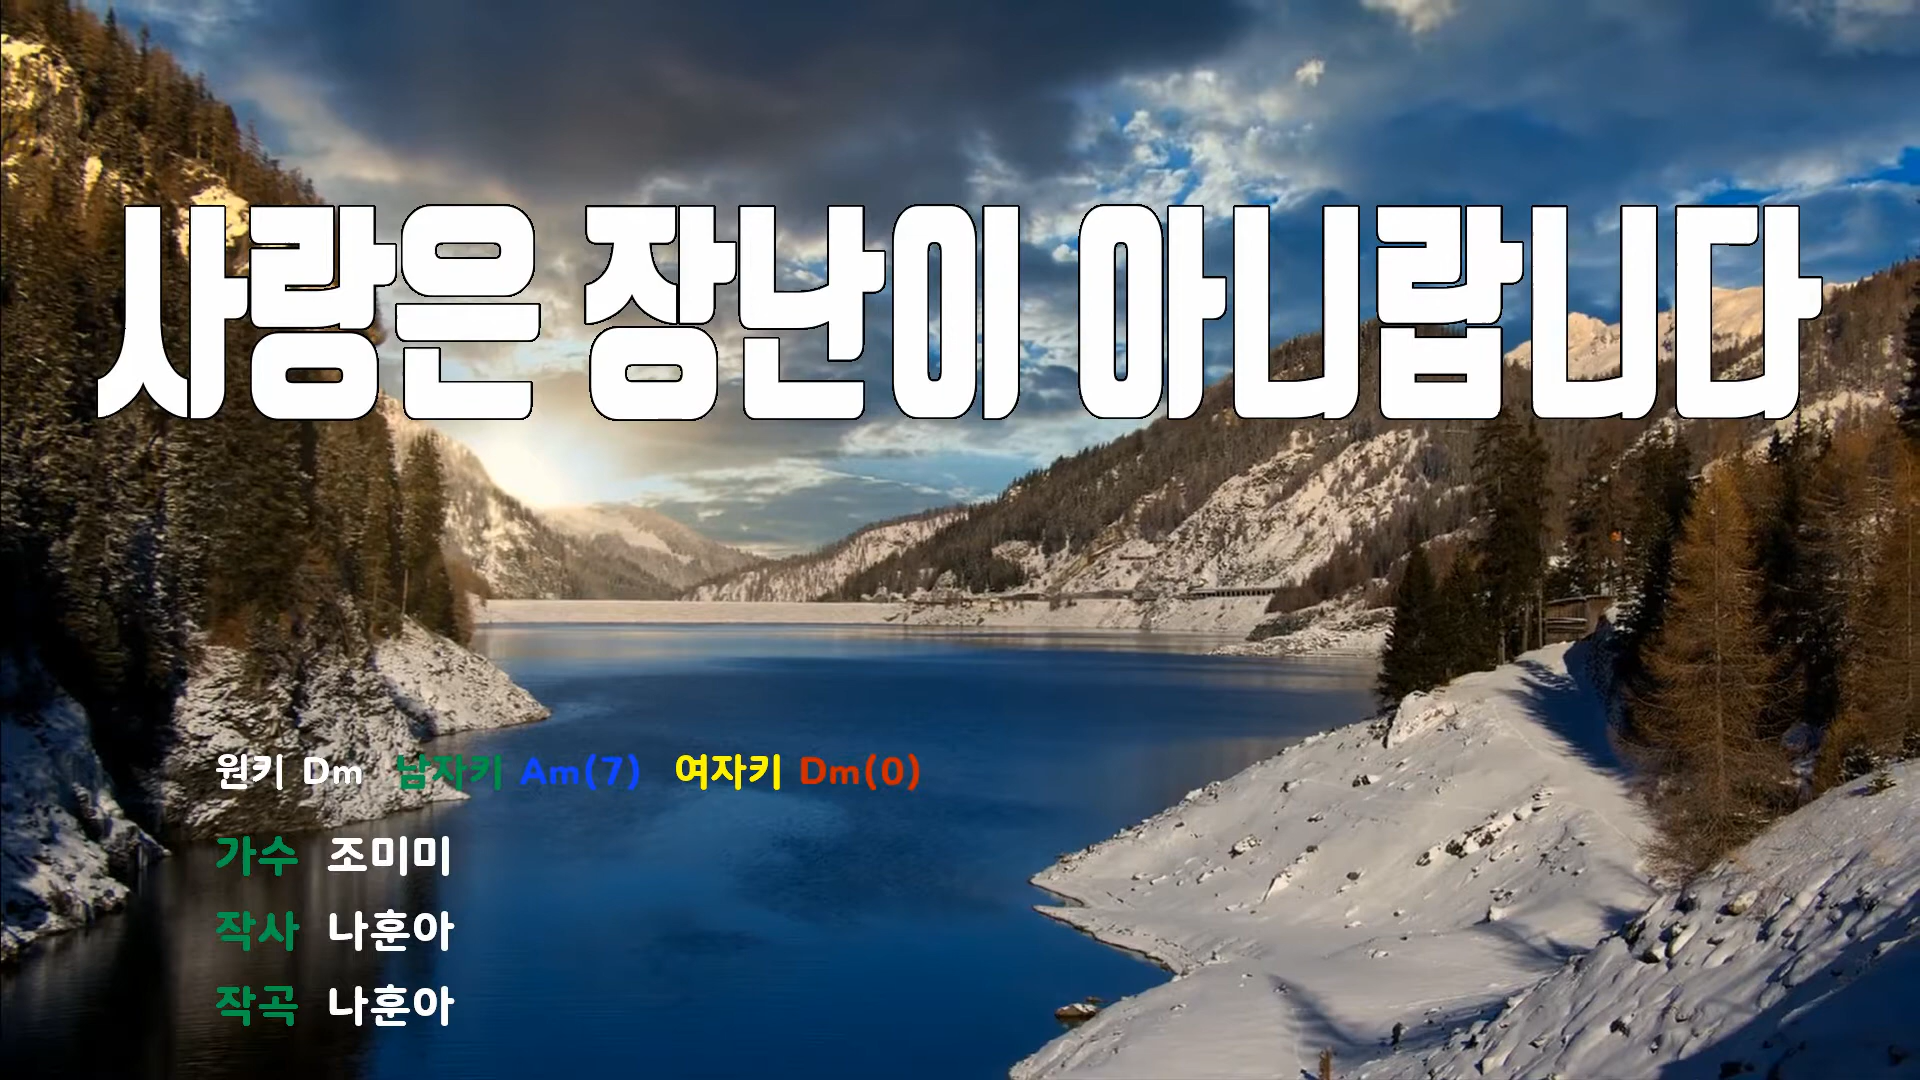 사랑은 장난이 아니랍니다
원키 Dm 남자키 Am(7) 여자키 Dm(0)
가수 조미미
작사 나훈아
작곡 나훈아